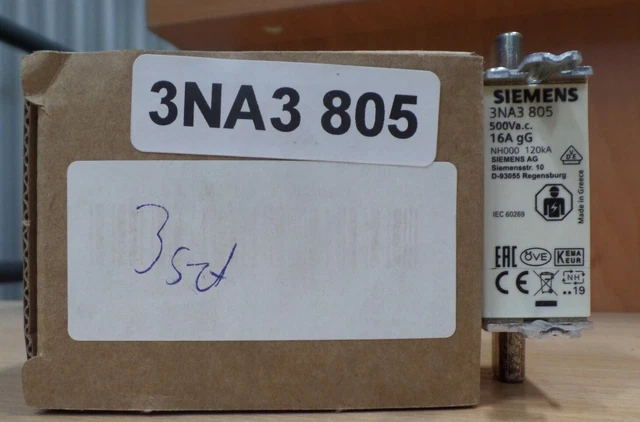 3NA3 805
SIEMENS
3NA3 805
500Va.c.
16A gG
NH000 120kA
SIEMENS AG
Siemensstr. 10
D-93055 Regensburg
VDE
Made in Greece
IEC 60269
EAC
ÖVE
KEMA
KEUR
CE
NH
..19